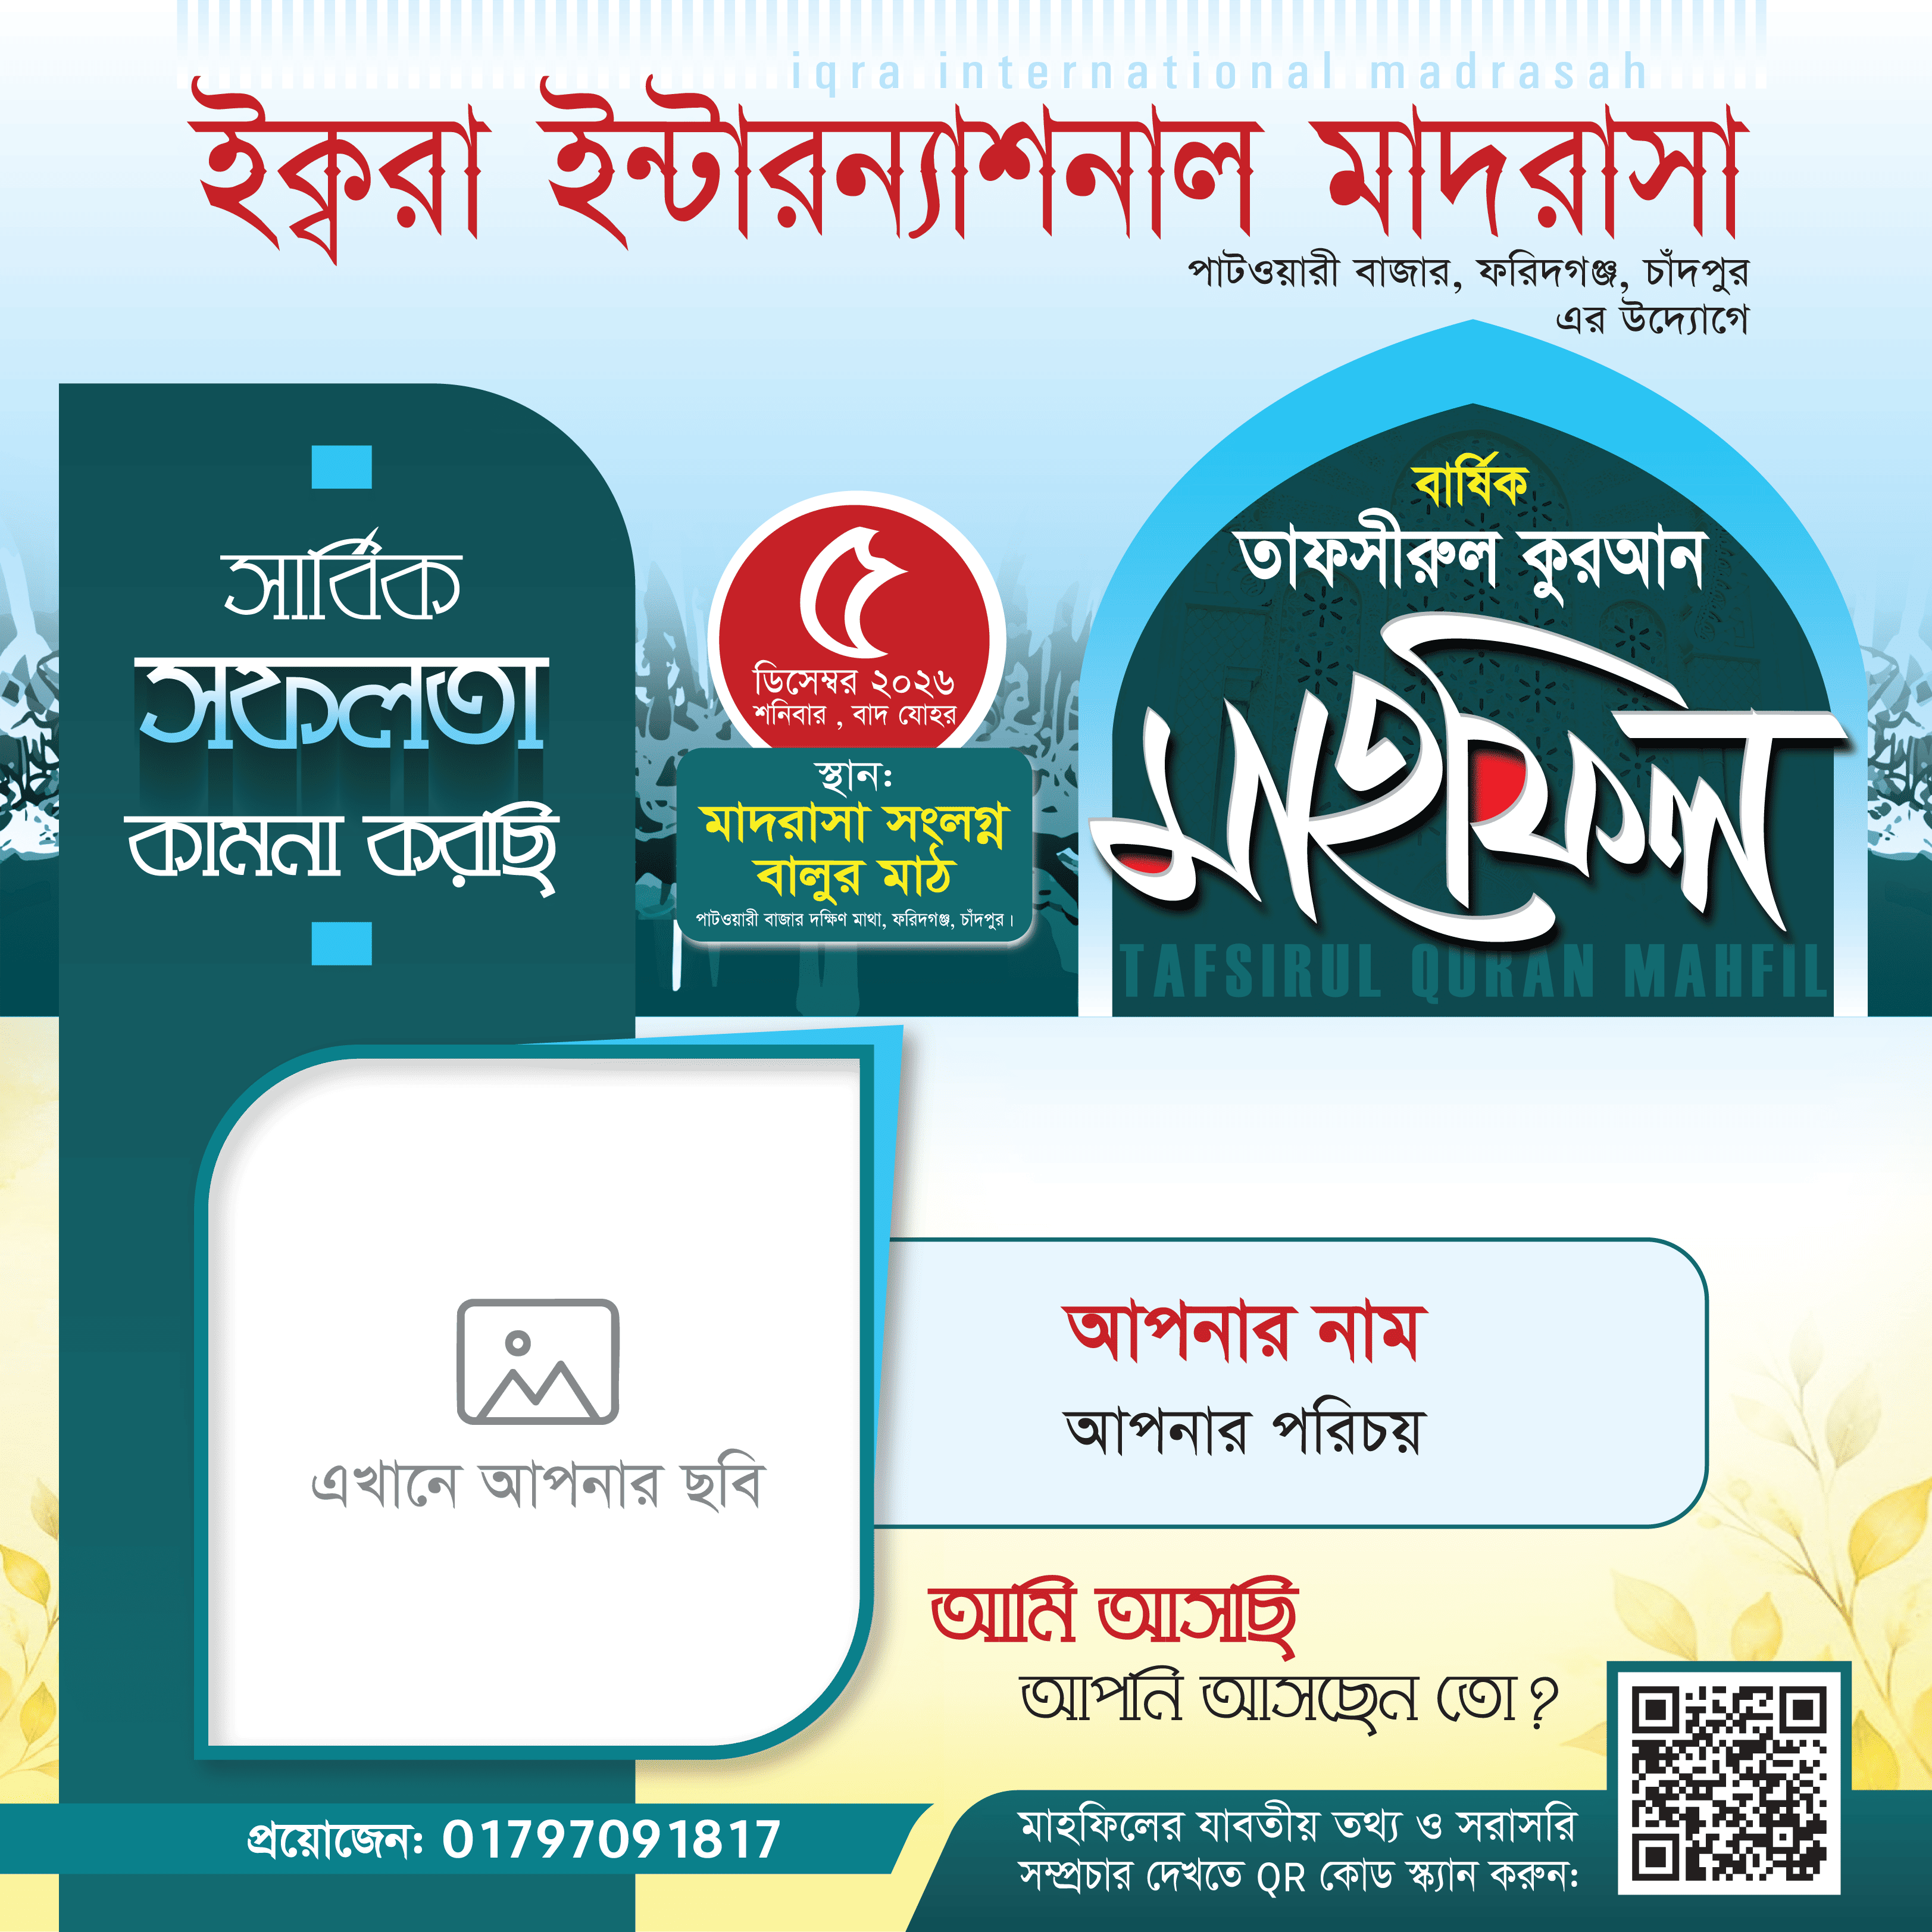 iqra international madrasah
ইক্বরা ইন্টারন্যাশনাল মাদরাসা
পাটওয়ারী বাজার, ফরিদগঞ্জ, চাঁদপুর
এর উদ্যোগে
সার্বিক
সফলতা
কামনা করছি
৫
ডিসেম্বর ২০২৬
শনিবার , বাদ যোহর
স্থান:
মাদরাসা সংলগ্ন
বালুর মাঠ
পাটওয়ারী বাজার দক্ষিণ মাথা, ফরিদগঞ্জ, চাঁদপুর।
বার্ষিক
তাফসীরুল কুরআন
মাহফিল
TAFSIRUL QURAN MAHFIL
এখানে আপনার ছবি
আপনার নাম
আপনার পরিচয়
আমি আসছি
আপনি আসছেন তো?
প্রয়োজেন: 01797091817
মাহফিলের যাবতীয় তথ্য ও সরাসরি
সম্প্রচার দেখতে QR কোড স্ক্যান করুন: